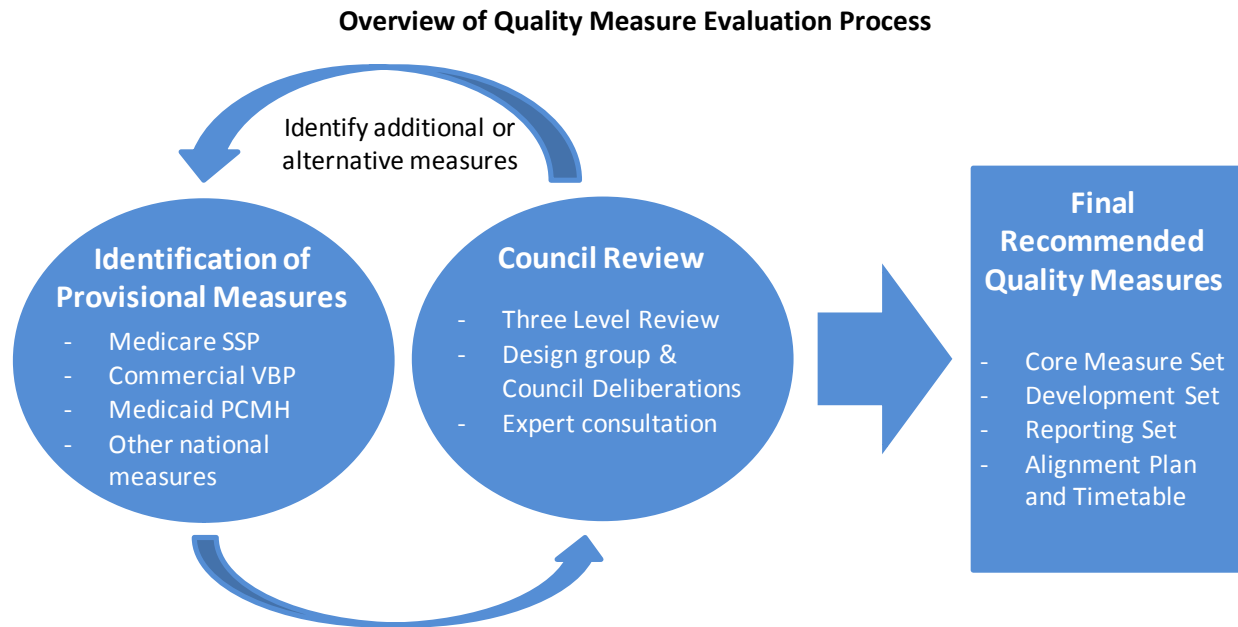 Overview of Quality Measure Evaluation Process
Identify additional or
alternative measures
Identification of
Provisional Measures
- Medicare SSP
- Commercial VBP
- Medicaid PCMH
- Other national
measures
Council Review
- Three Level Review
- Design group &
Council Deliberations
- Expert consultation
Final
Recommended
Quality Measures
- Core Measure Set
- Development Set
- Reporting Set
- Alignment Plan
and Timetable